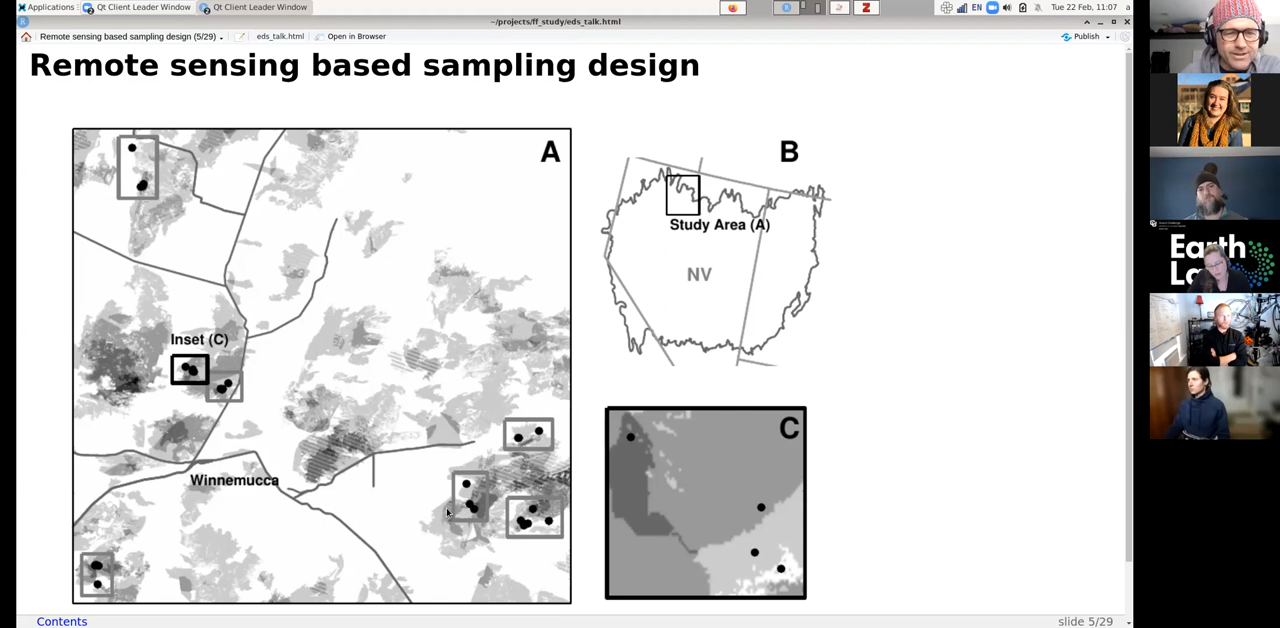 Applications
Qt Client Leader Window
Qt Client Leader Window
Z
EN
Tue 22 Feb, 11:07
a
~/projects/ff_study/eds_talk.html
Remote sensing based sampling design (5/29)
eds_talk.html
Open in Browser
Publish
Remote sensing based sampling design
A
B
Study Area (A)
NV
Inset (C)
C
Winnemucca
Contents
slide 5/29
Earth
La